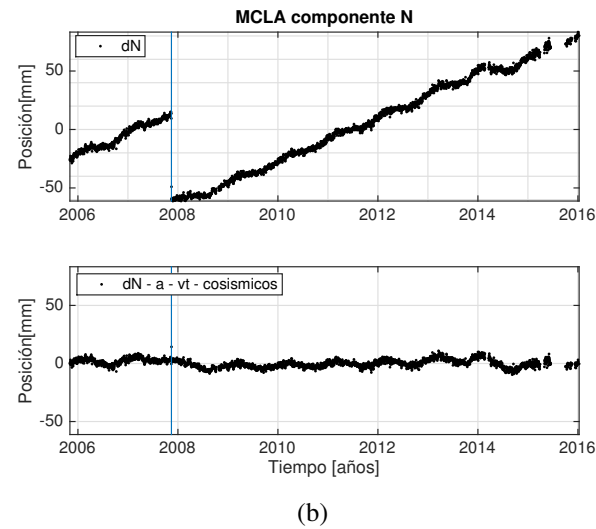 MCLA componente N
dN
Posición[mm]
50
0
-50
2006 2008 2010 2012 2014 2016
dN - a - vt - cosismicos
Posición[mm]
50
0
-50
2006 2008 2010 2012 2014 2016
Tiempo [años]
(b)